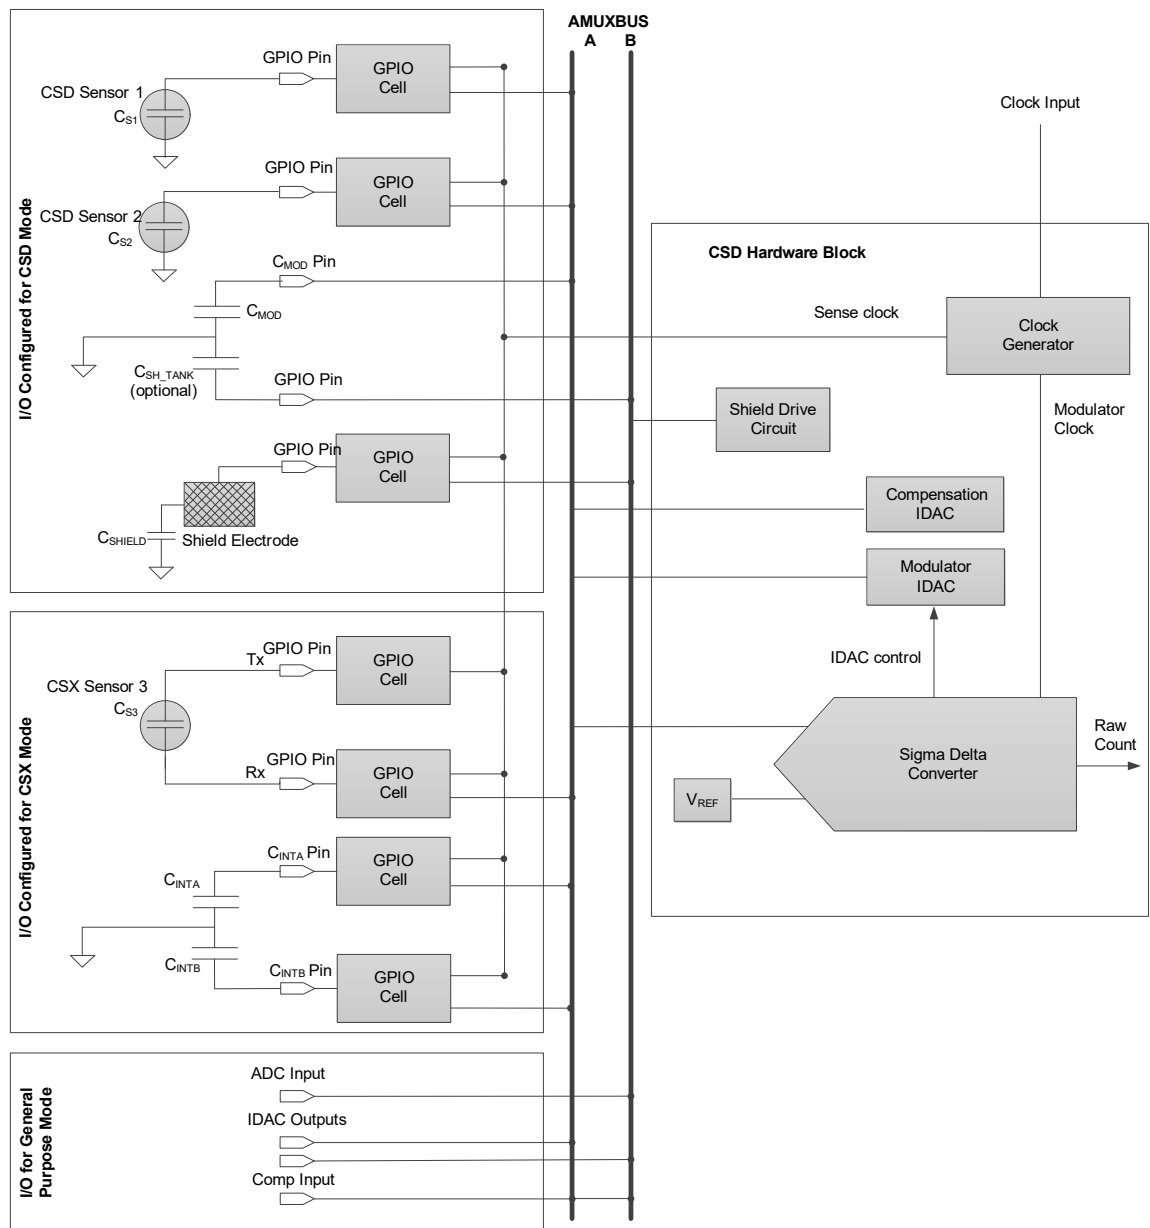 AMUXBUS
A B
I/O Configured for CSD Mode
GPIO Pin
GPIO
Cell
CSD Sensor 1
CS1
GPIO Pin
GPIO
Cell
CSD Sensor 2
CS2
CMOD Pin
CMOD
CSH_TANK
(optional)
GPIO Pin
GPIO Pin
GPIO
Cell
CSHIELD
Shield Electrode
I/O Configured for CSX Mode
GPIO Pin
Tx
GPIO
Cell
CSX Sensor 3
CS3
GPIO Pin
Rx
GPIO
Cell
CINTA Pin
GPIO
Cell
CINTA
CINTB
CINTB Pin
GPIO
Cell
I/O for General
Purpose Mode
ADC Input
IDAC Outputs
Comp Input
Clock Input
CSD Hardware Block
Sense clock
Clock
Generator
Shield Drive
Circuit
Modulator
Clock
Compensation
IDAC
Modulator
IDAC
IDAC control
Sigma Delta
Converter
Raw
Count
VREF